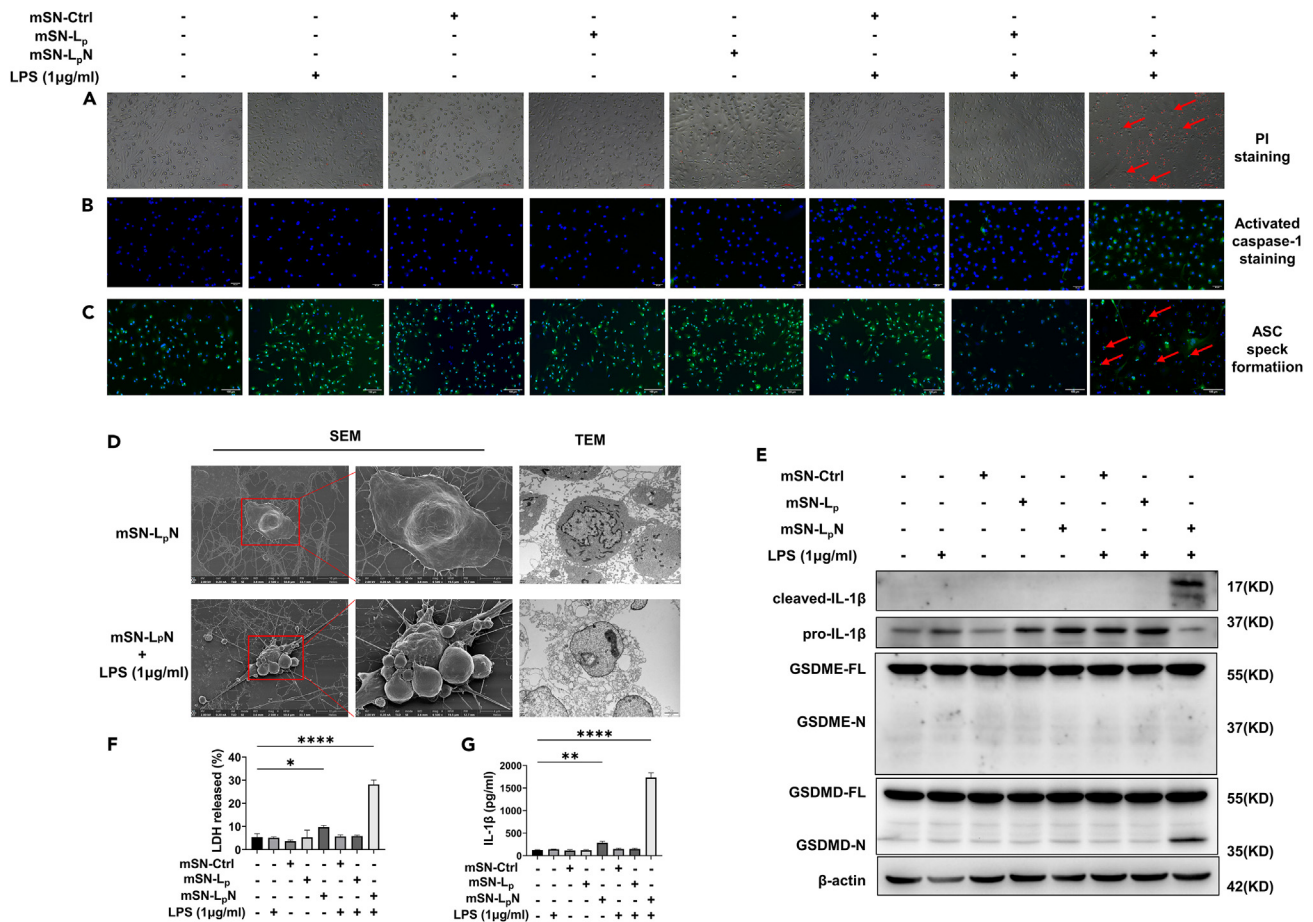 mSN-Ctrl - - + - - + - -
mSN-Lp - - - + - - + -
mSN-LpN - - - - + - - +
LPS (1μg/ml) - + - - - + + +
A
PI
staining
B
Activated
caspase-1
staining
C
ASC
speck
formatiion
D
SEM
TEM
mSN-LpN
mSN-LpN
+
LPS (1μg/ml)
E
mSN-Ctrl - - + - - + - -
mSN-Lp - - - + - - + -
mSN-LpN - - - - + - - +
LPS (1μg/ml) - + - - - + + +
cleaved-IL-1β 17(KD)
pro-IL-1β 37(KD)
GSDME-FL 55(KD)
GSDME-N 37(KD)
GSDMD-FL 55(KD)
GSDMD-N 35(KD)
β-actin 42(KD)
F
****
*
LDH released (%)
40
30
20
10
0
mSN-Ctrl - - + - - + - -
mSN-Lp - - - + - - + -
mSN-LpN - - - - + - - +
LPS (1μg/ml) - + - - - + + +
G
****
**
IL-1β (pg/ml)
2000
1500
1000
500
0
mSN-Ctrl - - + - - + - -
mSN-Lp - - - + - - + -
mSN-LpN - - - - + - - +
LPS (1μg/ml) - + - - - + + +